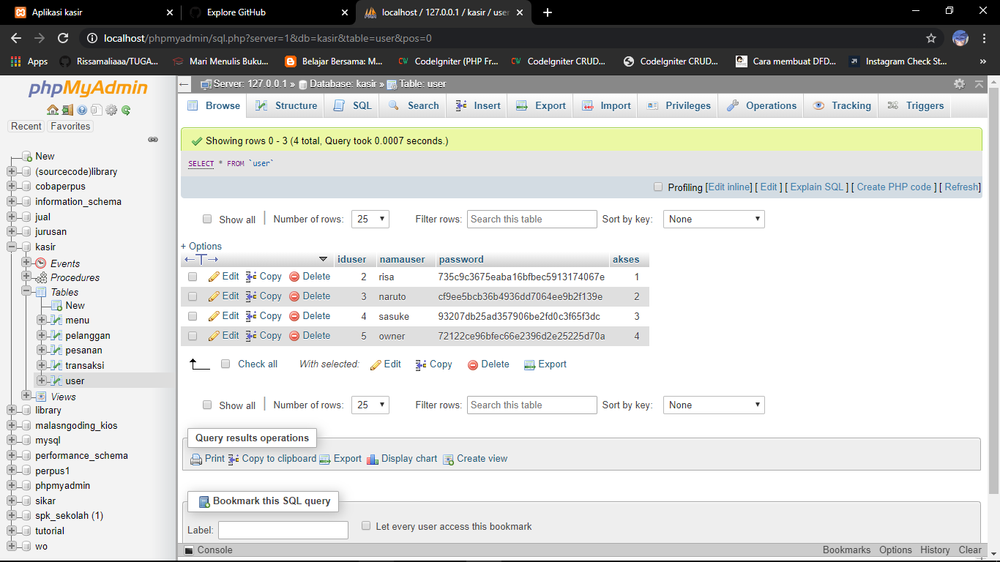 Aplikasi kasir
Explore GitHub
localhost / 127.0.0.1 / kasir / user
localhost/phpmyadmin/sql.php?server=1&db=kasir&table=user&pos=0
Apps
Rissamaliaaa/TUGA...
Mari Menulis Buku...
Belajar Bersama: M...
CodeIgniter (PHP Fr...
CodeIgniter CRUD...
CodeIgniter CRUD...
Cara membuat DFD...
Instagram Check St...
»
phpMyAdmin
Recent
Favorites
New
(sourcecode)library
cobaperpus
information_schema
jual
jurusan
kasir
Events
Procedures
Tables
New
menu
pelanggan
pesanan
transaksi
user
Views
library
malasngoding_kios
mysql
performance_schema
perpus1
phpmyadmin
sikar
spk_sekolah (1)
tutorial
wo
Server: 127.0.0.1 » Database: kasir » Table: user
Browse Structure SQL Search Insert Export Import Privileges Operations Tracking Triggers
Showing rows 0 - 3 (4 total, Query took 0.0007 seconds.)
SELECT * FROM `user`
Profiling [Edit inline] [ Edit ] [ Explain SQL ] [ Create PHP code ] [ Refresh]
Show all | Number of rows: 25 Filter rows: Search this table Sort by key: None
+ Options
←T→ iduser namauser password akses
Edit Copy Delete 2 risa 735c9c3675eaba16bfbec5913174067e 1
Edit Copy Delete 3 naruto cf9ee5bcb36b4936dd7064ee9b2f139e 2
Edit Copy Delete 4 sasuke 93207db25ad357906be2fd0c3f65f3dc 3
Edit Copy Delete 5 owner 72122ce96bfec66e2396d2e25225d70a 4
Check all With selected: Edit Copy Delete Export
Show all | Number of rows: 25 Filter rows: Search this table Sort by key: None
Query results operations
Print Copy to clipboard Export Display chart Create view
Bookmark this SQL query
Label: Let every user access this bookmark
Console Bookmarks Options History Clear